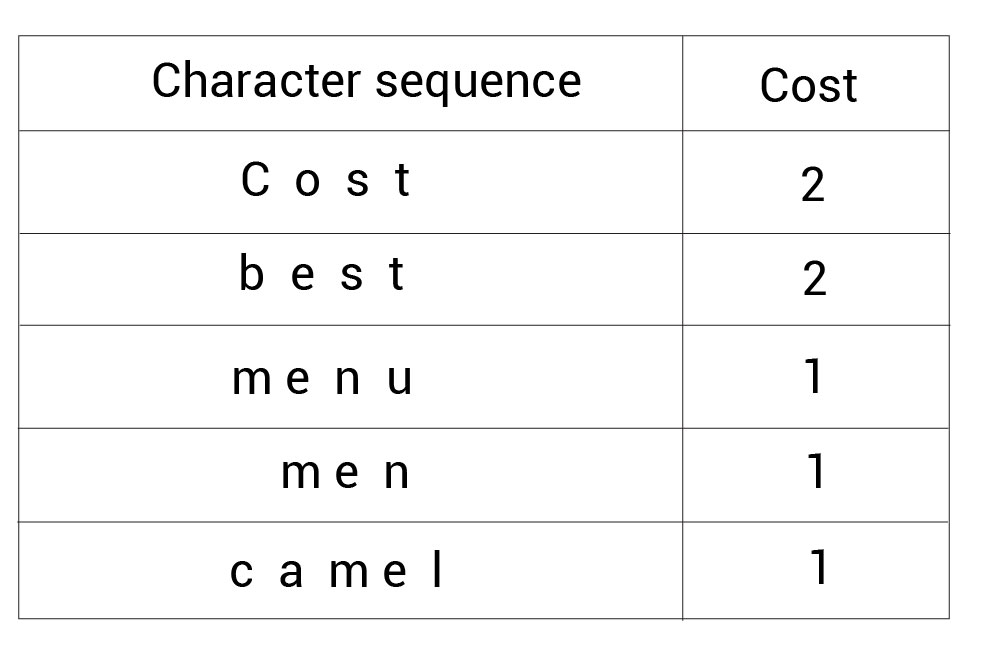 Character sequence Cost
C o s t 2
b e s t 2
m e n u 1
m e n 1
c a m e l 1